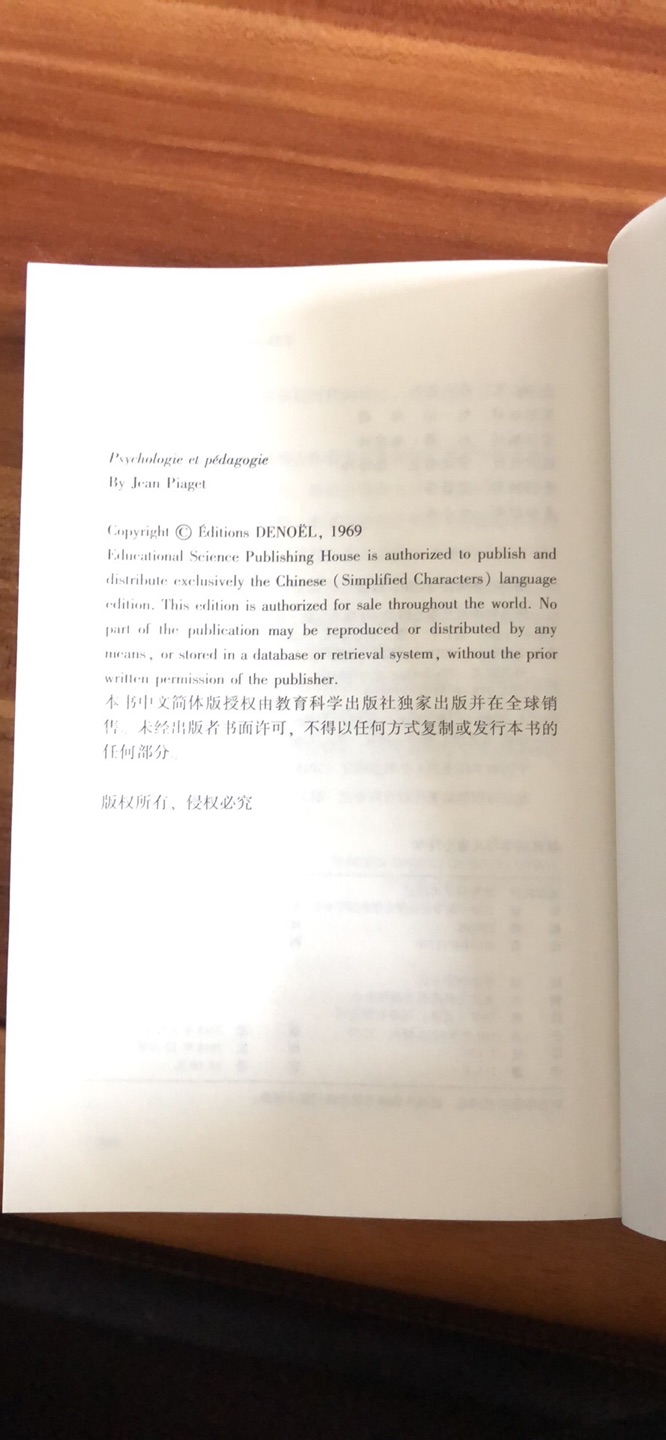 Psychologie et pédagogie
By Jean Piaget
Copyright © Éditions DENOËL, 1969
Educational Science Publishing House is authorized to publish and
distribute exclusively the Chinese (Simplified Characters) language
edition. This edition is authorized for sale throughout the world. No
part of the publication may be reproduced or distributed by any
means, or stored in a database or retrieval system, without the prior
written permission of the publisher.
本书中文简体版授权由教育科学出版社独家出版并在全球销
售。未经出版者书面许可，不得以任何方式复制或发行本书的
任何部分。
版权所有，侵权必究